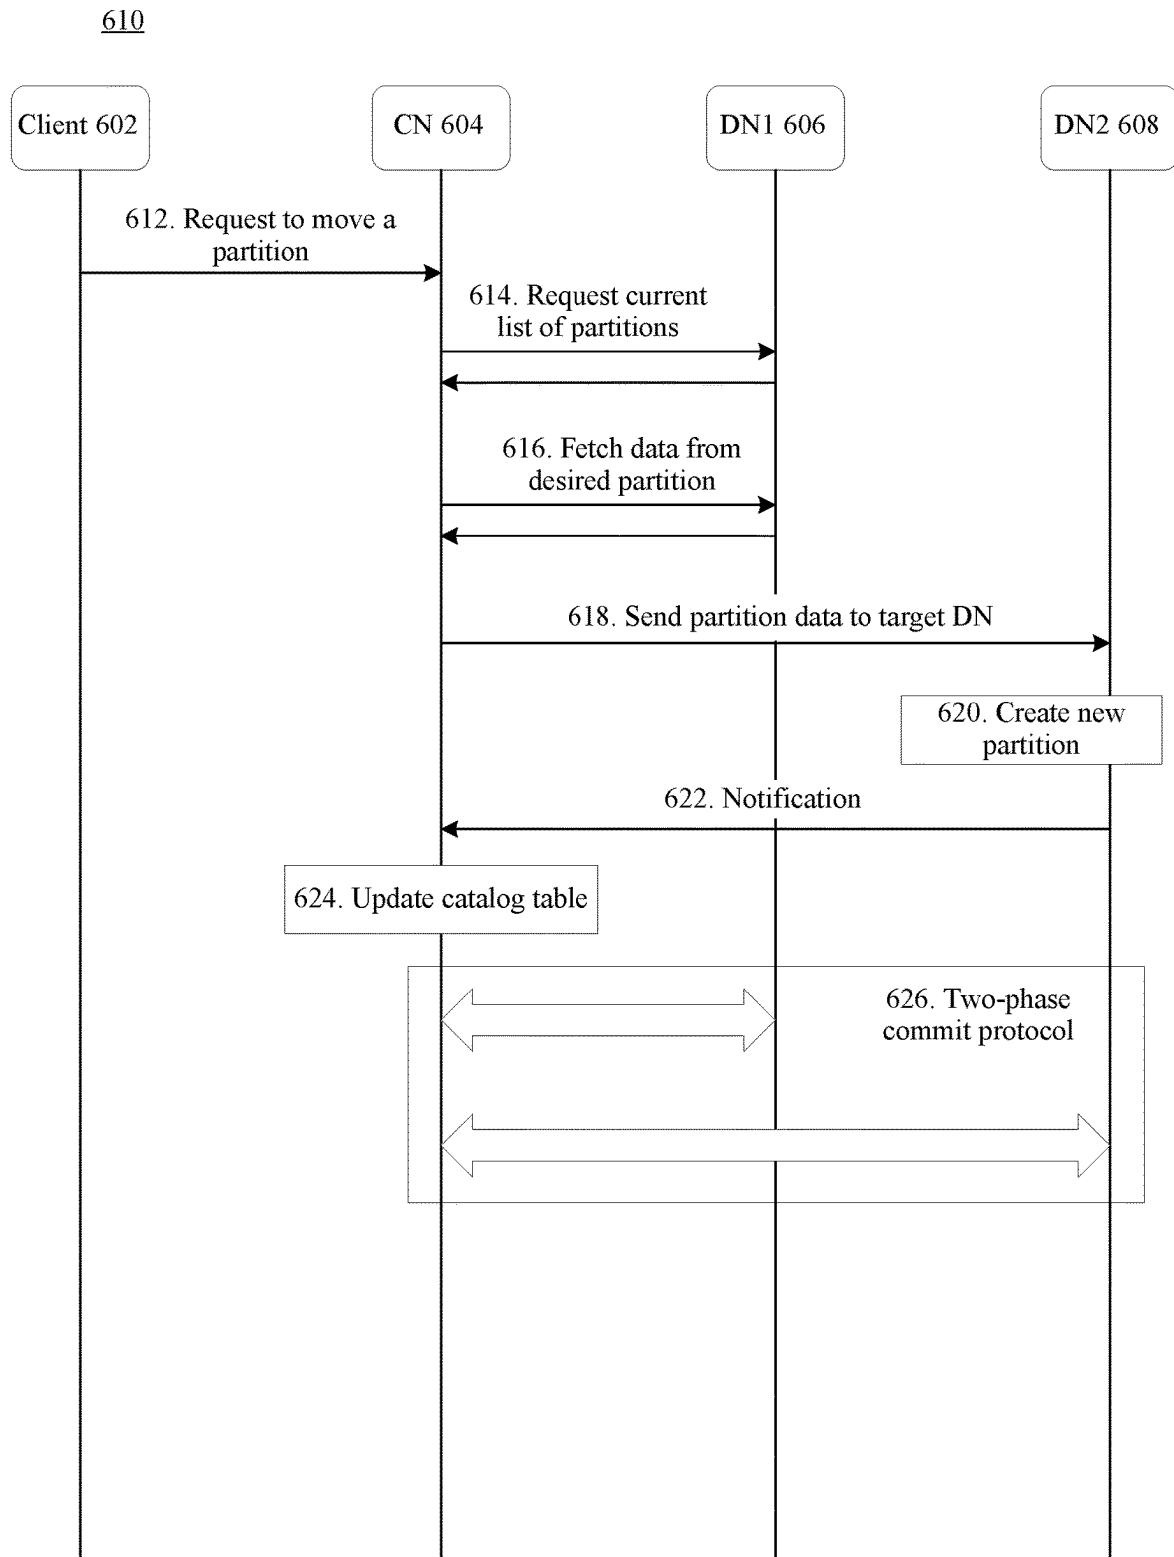 610
Client 602
CN 604
DN1 606
DN2 608
612. Request to move a
partition
614. Request current
list of partitions
616. Fetch data from
desired partition
618. Send partition data to target DN
620. Create new
partition
622. Notification
624. Update catalog table
626. Two-phase
commit protocol